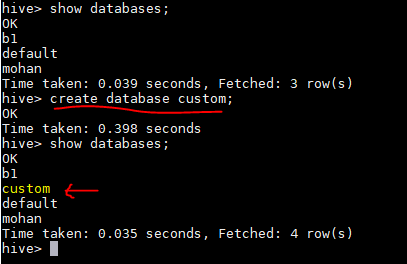 hive> show databases;
OK
b1
default
mohan
Time taken: 0.039 seconds, Fetched: 3 row(s)
hive> create database custom;
OK
Time taken: 0.398 seconds
hive> show databases;
OK
b1
custom
default
mohan
Time taken: 0.035 seconds, Fetched: 4 row(s)
hive>